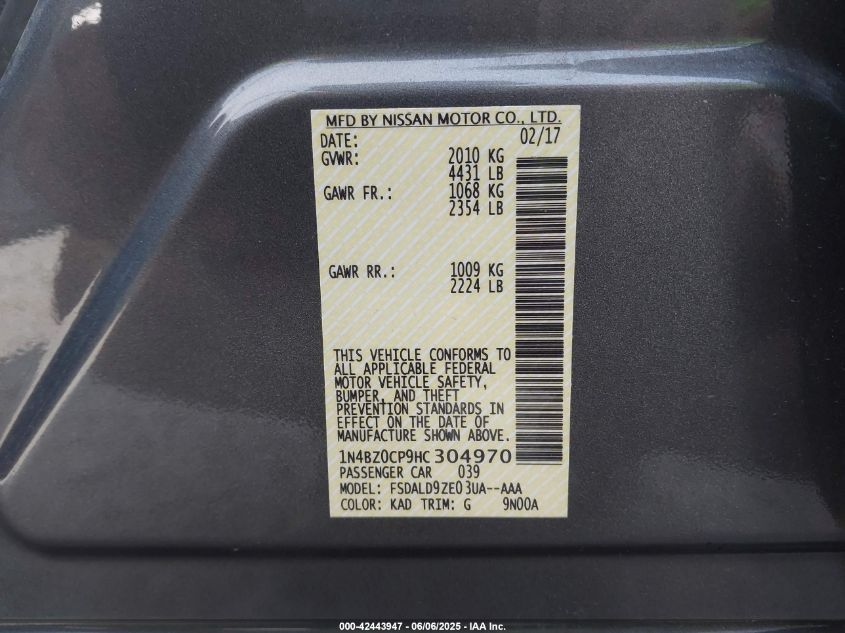 MFD BY NISSAN MOTOR CO., LTD.
DATE: 02/17
GVWR: 2010 KG
4431 LB
GAWR FR.: 1068 KG
2354 LB
GAWR RR.: 1009 KG
2224 LB
THIS VEHICLE CONFORMS TO
ALL APPLICABLE FEDERAL
MOTOR VEHICLE SAFETY,
BUMPER, AND THEFT
PREVENTION STANDARDS IN
EFFECT ON THE DATE OF
MANUFACTURE SHOWN ABOVE.
1N4BZ0CP9HC 304970
PASSENGER CAR 039
MODEL: FSDALD9ZE03UA--AAA
COLOR: KAD TRIM: G 9N00A
000-42443947 - 06/06/2025 - IAA Inc.